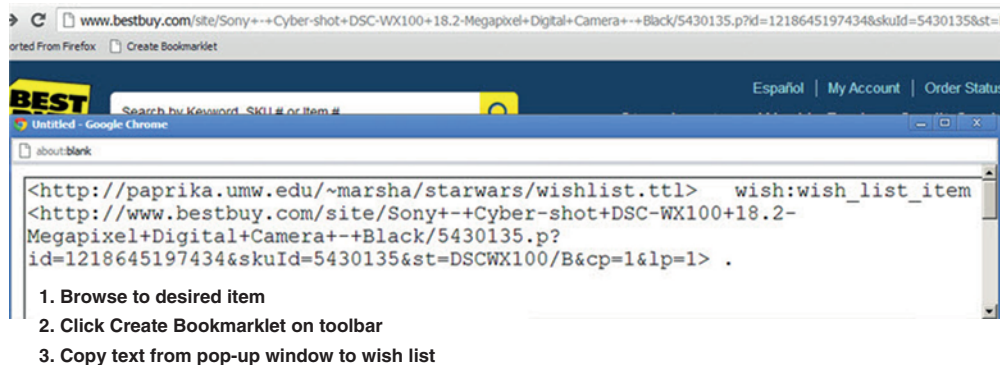 www.bestbuy.com/site/Sony+-+Cyber-shot+DSC-WX100+18.2-Megapixel+Digital+Camera+-+Black/5430135.p?id=1218645197434&skuId=5430135&st=
orted From Firefox Create Bookmarklet
BEST
Search by Keyword, SKU # or Item #
Español | My Account | Order Status
Untitled - Google Chrome
about:blank
<http://paprika.umw.edu/~marsha/starwars/wishlist.ttl> wish:wish_list_item
<http://www.bestbuy.com/site/Sony+-+Cyber-shot+DSC-WX100+18.2-
Megapixel+Digital+Camera+-+Black/5430135.p?
id=1218645197434&skuId=5430135&st=DSCWX100/B&cp=1&lp=1> .
1. Browse to desired item
2. Click Create Bookmarklet on toolbar
3. Copy text from pop-up window to wish list